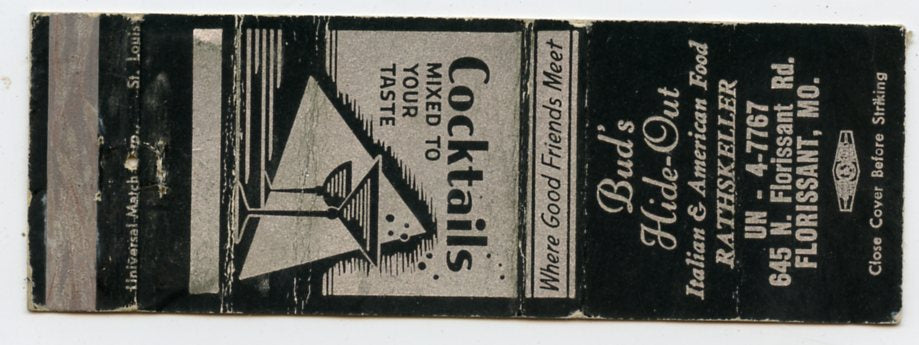 Universal Match Corp., St. Louis
Cocktails
MIXED TO
YOUR
TASTE
Where Good Friends Meet
Bud's
Hide-Out
Italian & American Food
RATHSKELLER
UN - 4-7767
645 N. Florissant Rd.
FLORISSANT, MO.
Close Cover Before Striking